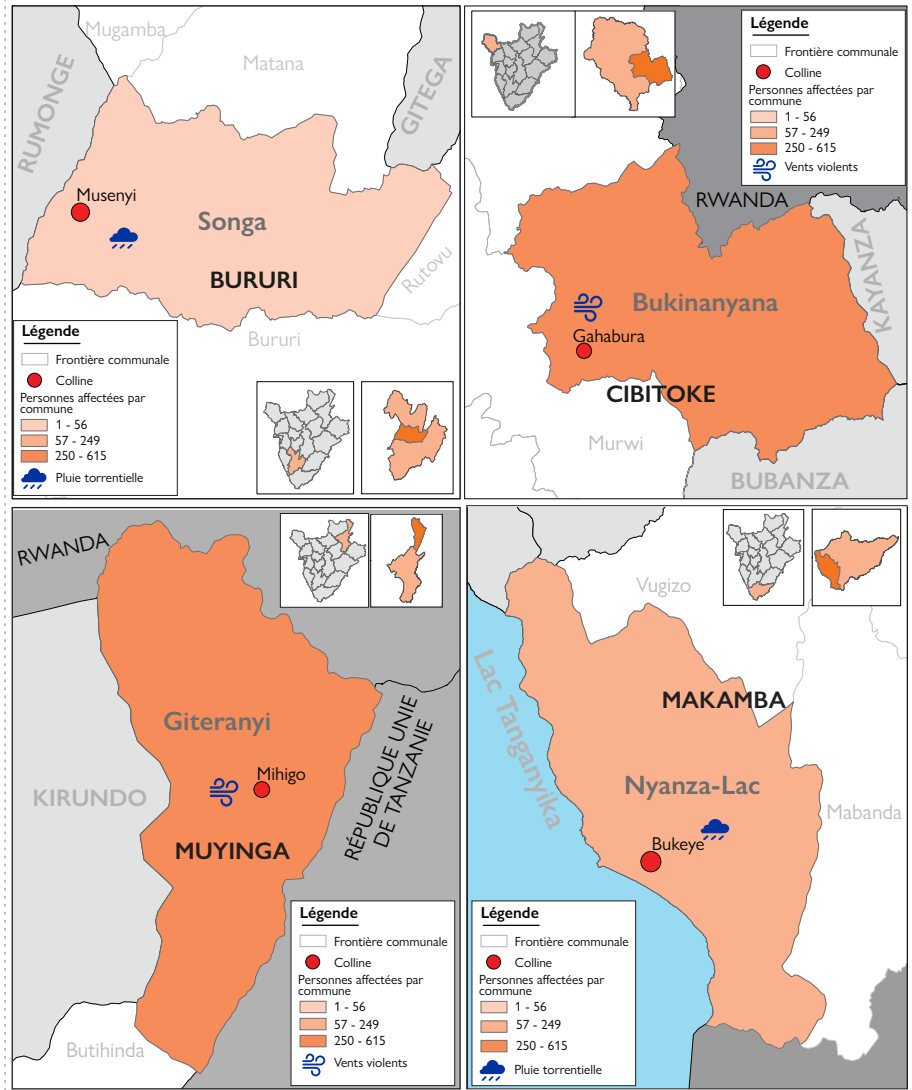 Mugamba
Matana
RUMONGE
GITEGA
Musenyi
Songa
BURURI
Rutovu
Bururi
Légende
Frontière communale
Colline
Personnes affectées par
commune
1 - 56
57 - 249
250 - 615
Pluie torrentielle
Légende
Frontière communale
Colline
Personnes affectées par
commune
1 - 56
57 - 249
250 - 615
Vents violents
RWANDA
KAYANZA
Bukinanyana
Gahabura
CIBITOKE
Murwi
BUBANZA
RWANDA
Giteranyi
Mihigo
KIRUNDO
MUYINGA
RÉPUBLIQUE UNIE
DE TANZANIE
Butihinda
Légende
Frontière communale
Colline
Personnes affectées par
commune
1 - 56
57 - 249
250 - 615
Vents violents
Vugizo
Lac Tanganyika
MAKAMBA
Nyanza-Lac
Mabanda
Bukeye
Légende
Frontière communale
Colline
Personnes affectées par
commune
1 - 56
57 - 249
250 - 615
Pluie torrentielle